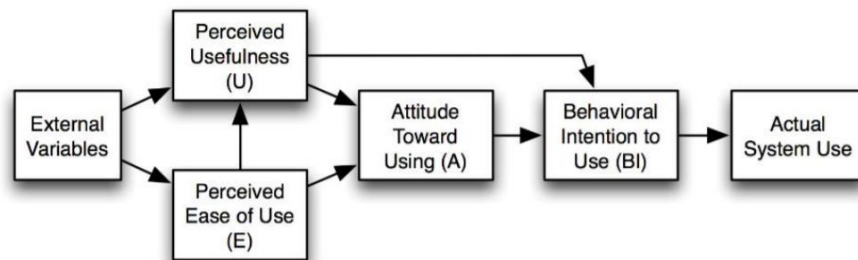 External
Variables
Perceived
Usefulness
(U)
Perceived
Ease of Use
(E)
Attitude
Toward
Using (A)
Behavioral
Intention to
Use (BI)
Actual
System Use